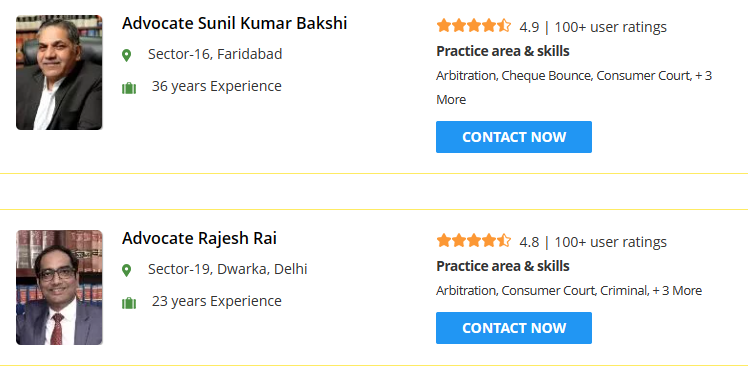 Advocate Sunil Kumar Bakshi
Sector-16, Faridabad
36 years Experience
4.9 | 100+ user ratings
Practice area & skills
Arbitration, Cheque Bounce, Consumer Court, + 3
More
CONTACT NOW
Advocate Rajesh Rai
Sector-19, Dwarka, Delhi
23 years Experience
4.8 | 100+ user ratings
Practice area & skills
Arbitration, Consumer Court, Criminal, + 3 More
CONTACT NOW